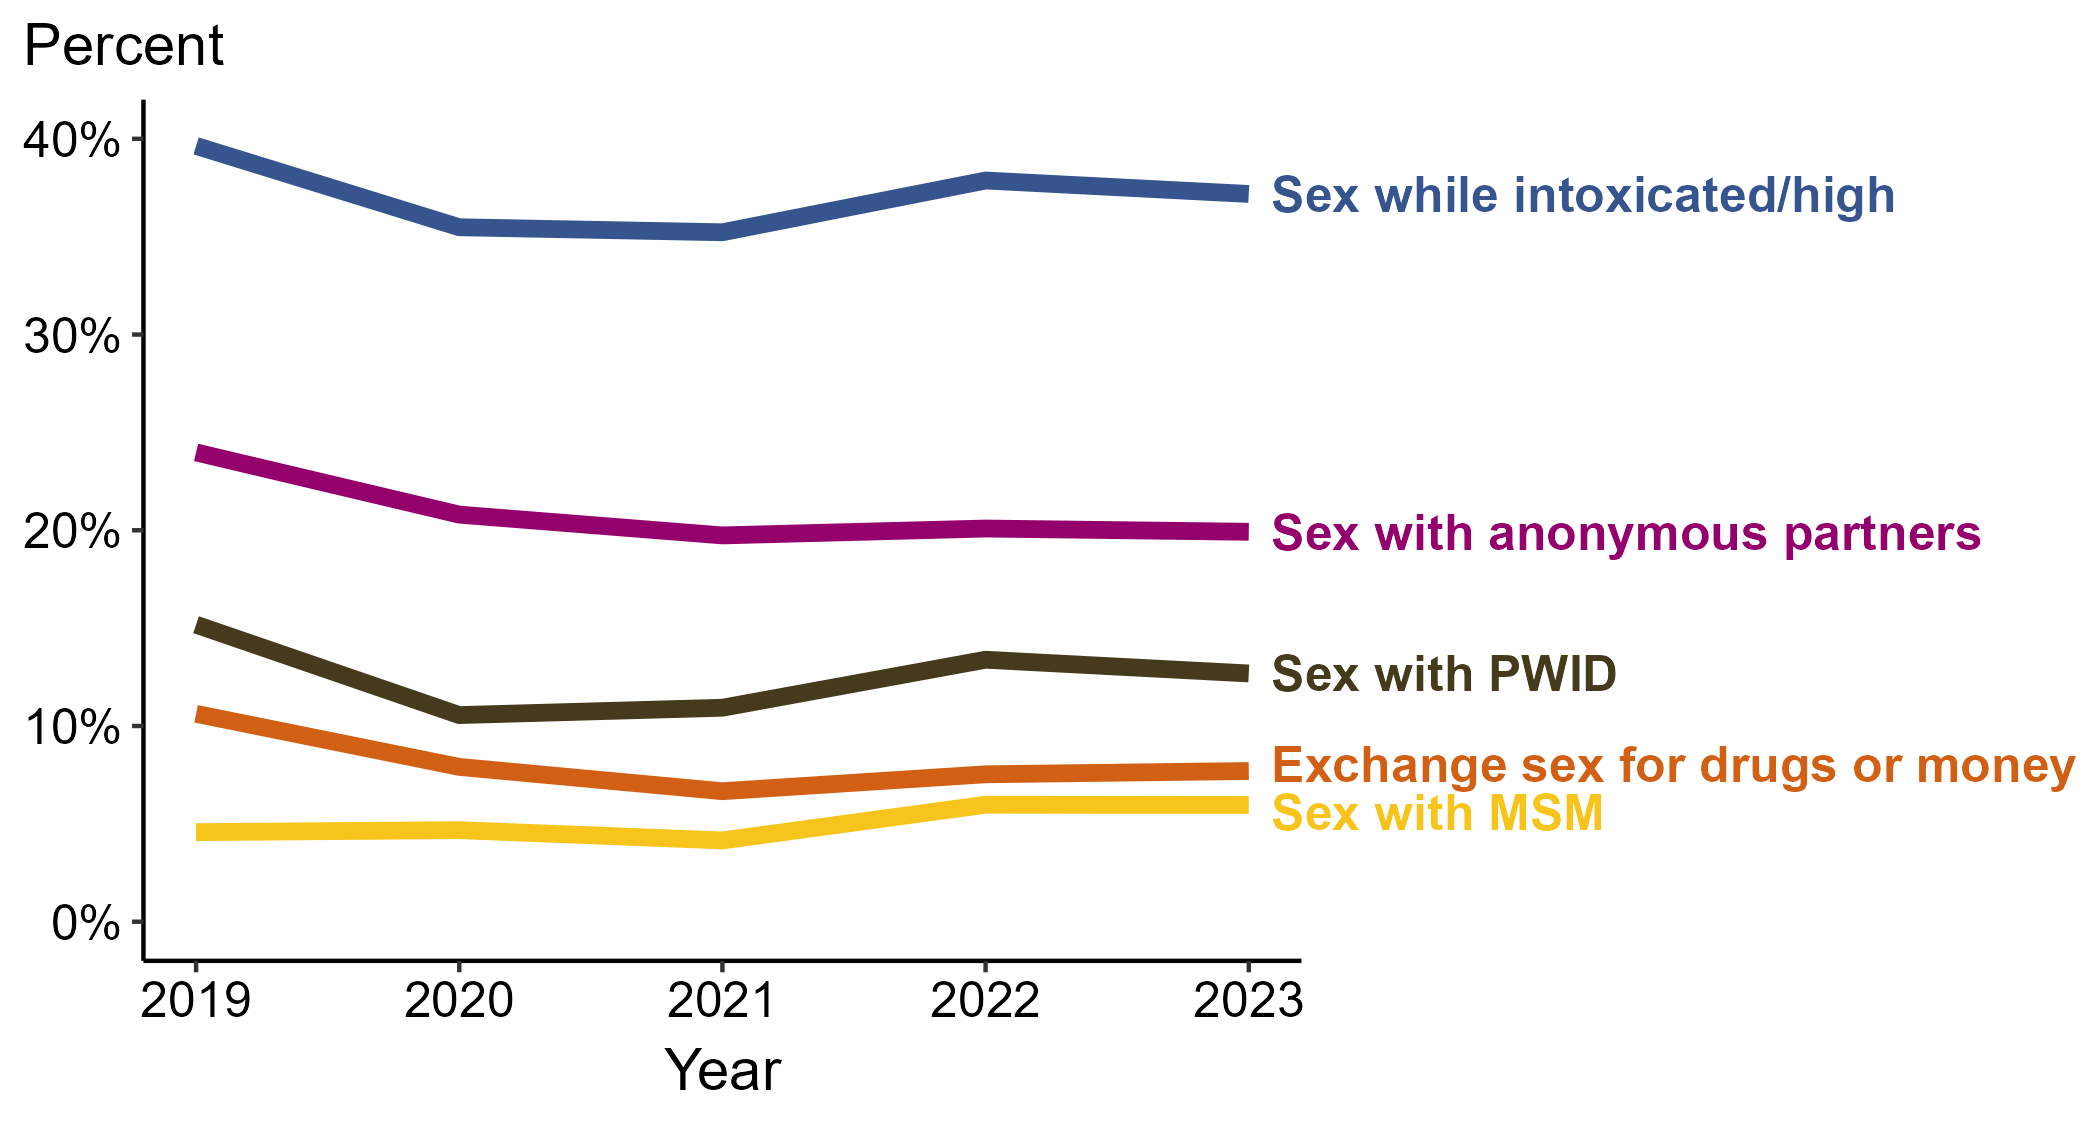 Percent
40%
30%
20%
10%
0%
Sex while intoxicated/high
Sex with anonymous partners
Sex with PWID
Exchange sex for drugs or money
Sex with MSM
2019 2020 2021 2022 2023
Year